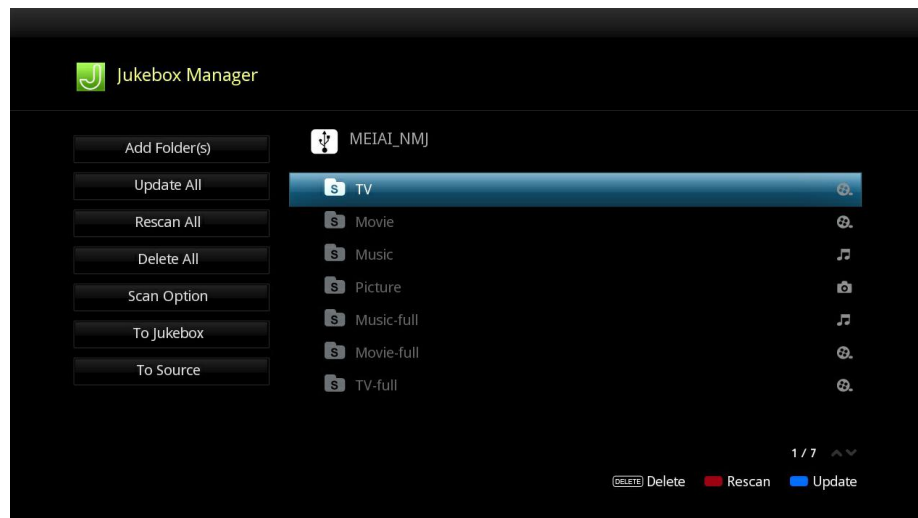 Jukebox Manager
Add Folder(s)
Update All
Rescan All
Delete All
Scan Option
To Jukebox
To Source
MEIAI_NMJ
S TV
S Movie
S Music
S Picture
S Music-full
S Movie-full
S TV-full
1 / 7
DELETE Delete Rescan Update